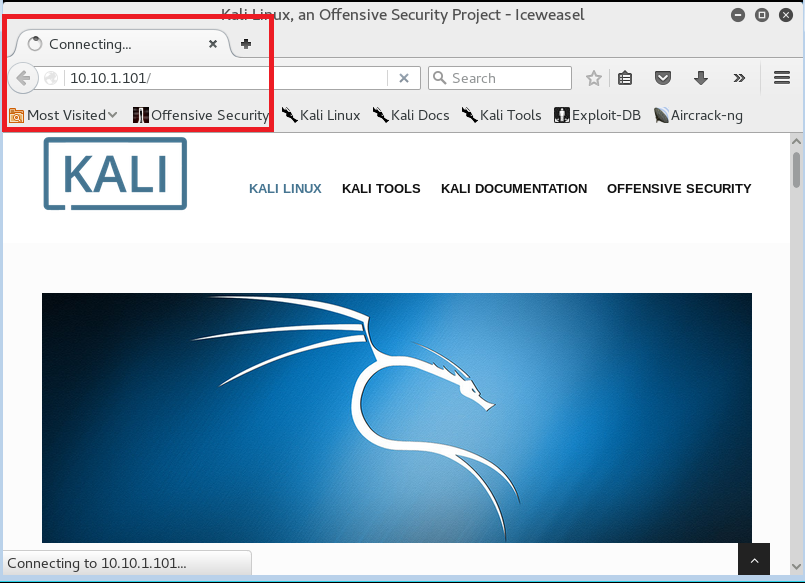 Kali Linux, an Offensive Security Project - Iceweasel
Connecting...
10.10.1.101/
Search
Most Visited Offensive Security Kali Linux Kali Docs Kali Tools Exploit-DB Aircrack-ng
KALI
KALI LINUX KALI TOOLS KALI DOCUMENTATION OFFENSIVE SECURITY
Connecting to 10.10.1.101...